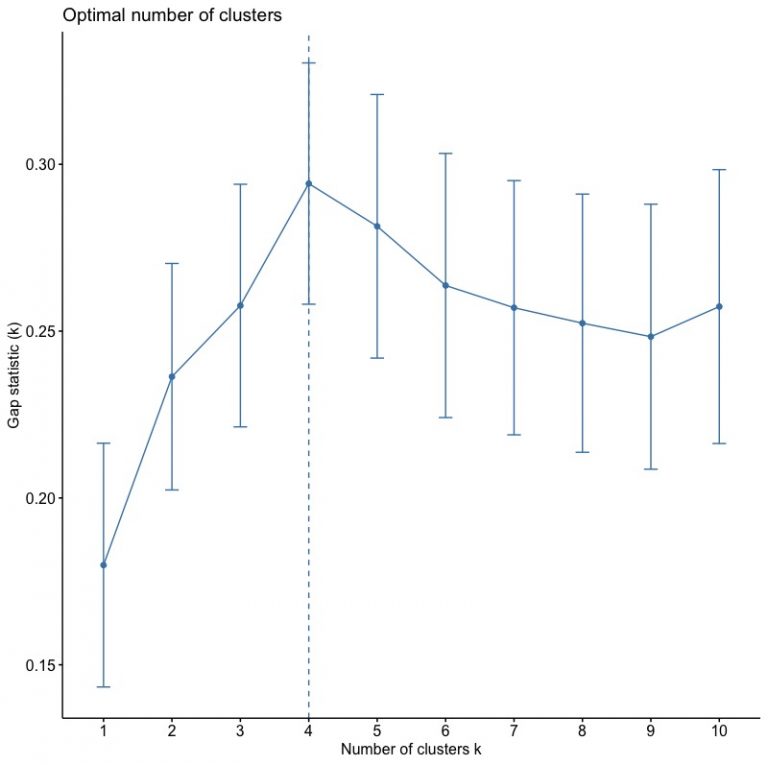 Optimal number of clusters
Gap statistic (k)
0.30
0.25
0.20
0.15
1 2 3 4 5 6 7 8 9 10
Number of clusters k